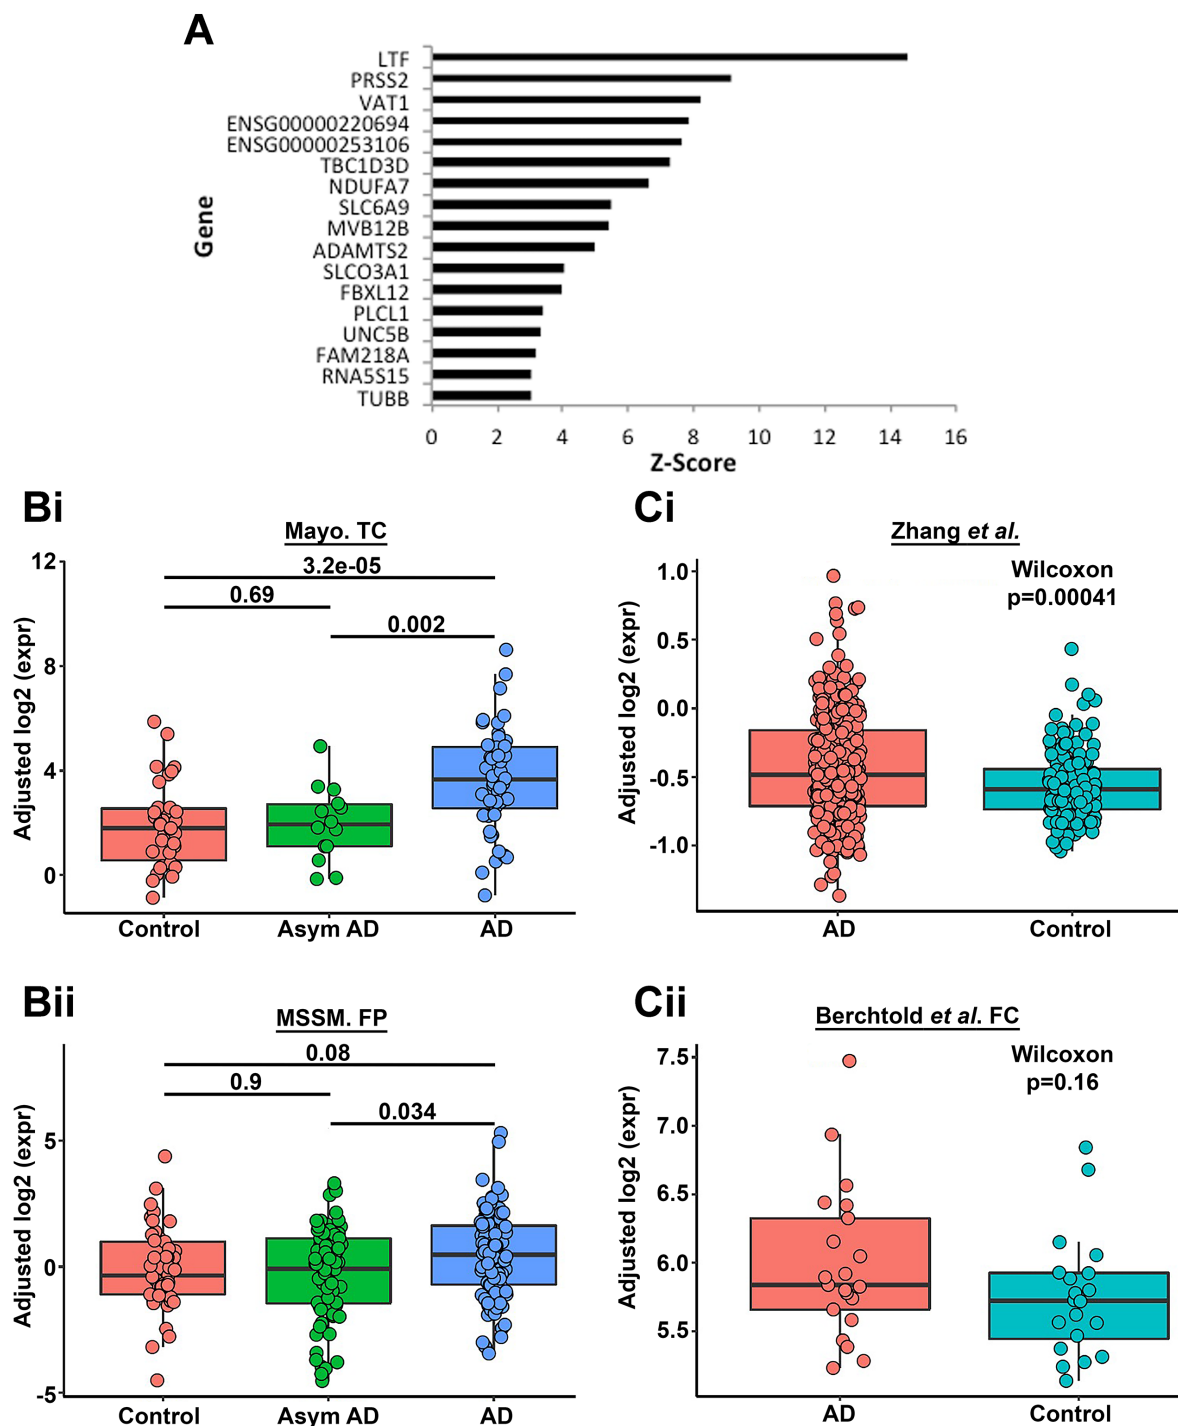 A
LTF
PRSS2
VAT1
ENSG00000220694
ENSG00000253106
TBC1D3D
NDUFA7
SLC6A9
MVB12B
ADAMTS2
SLCO3A1
FBXL12
PLCL1
UNC5B
FAM218A
RNA5S15
TUBB
Gene
0 2 4 6 8 10 12 14 16
Z-Score
Bi
Mayo. TC
3.2e-05
0.69
0.002
Adjusted log2 (expr)
12
8
4
0
Control Asym AD AD
Ci
Zhang et al.
Wilcoxon
p=0.00041
Adjusted log2 (expr)
1.0
0.5
0.0
-0.5
-1.0
AD Control
Bii
MSSM. FP
0.08
0.9
0.034
Adjusted log2 (expr)
5
0
-5
Control Asym AD AD
Cii
Berchtold et al. FC
Wilcoxon
p=0.16
Adjusted log2 (expr)
7.5
7.0
6.5
6.0
5.5
AD Control